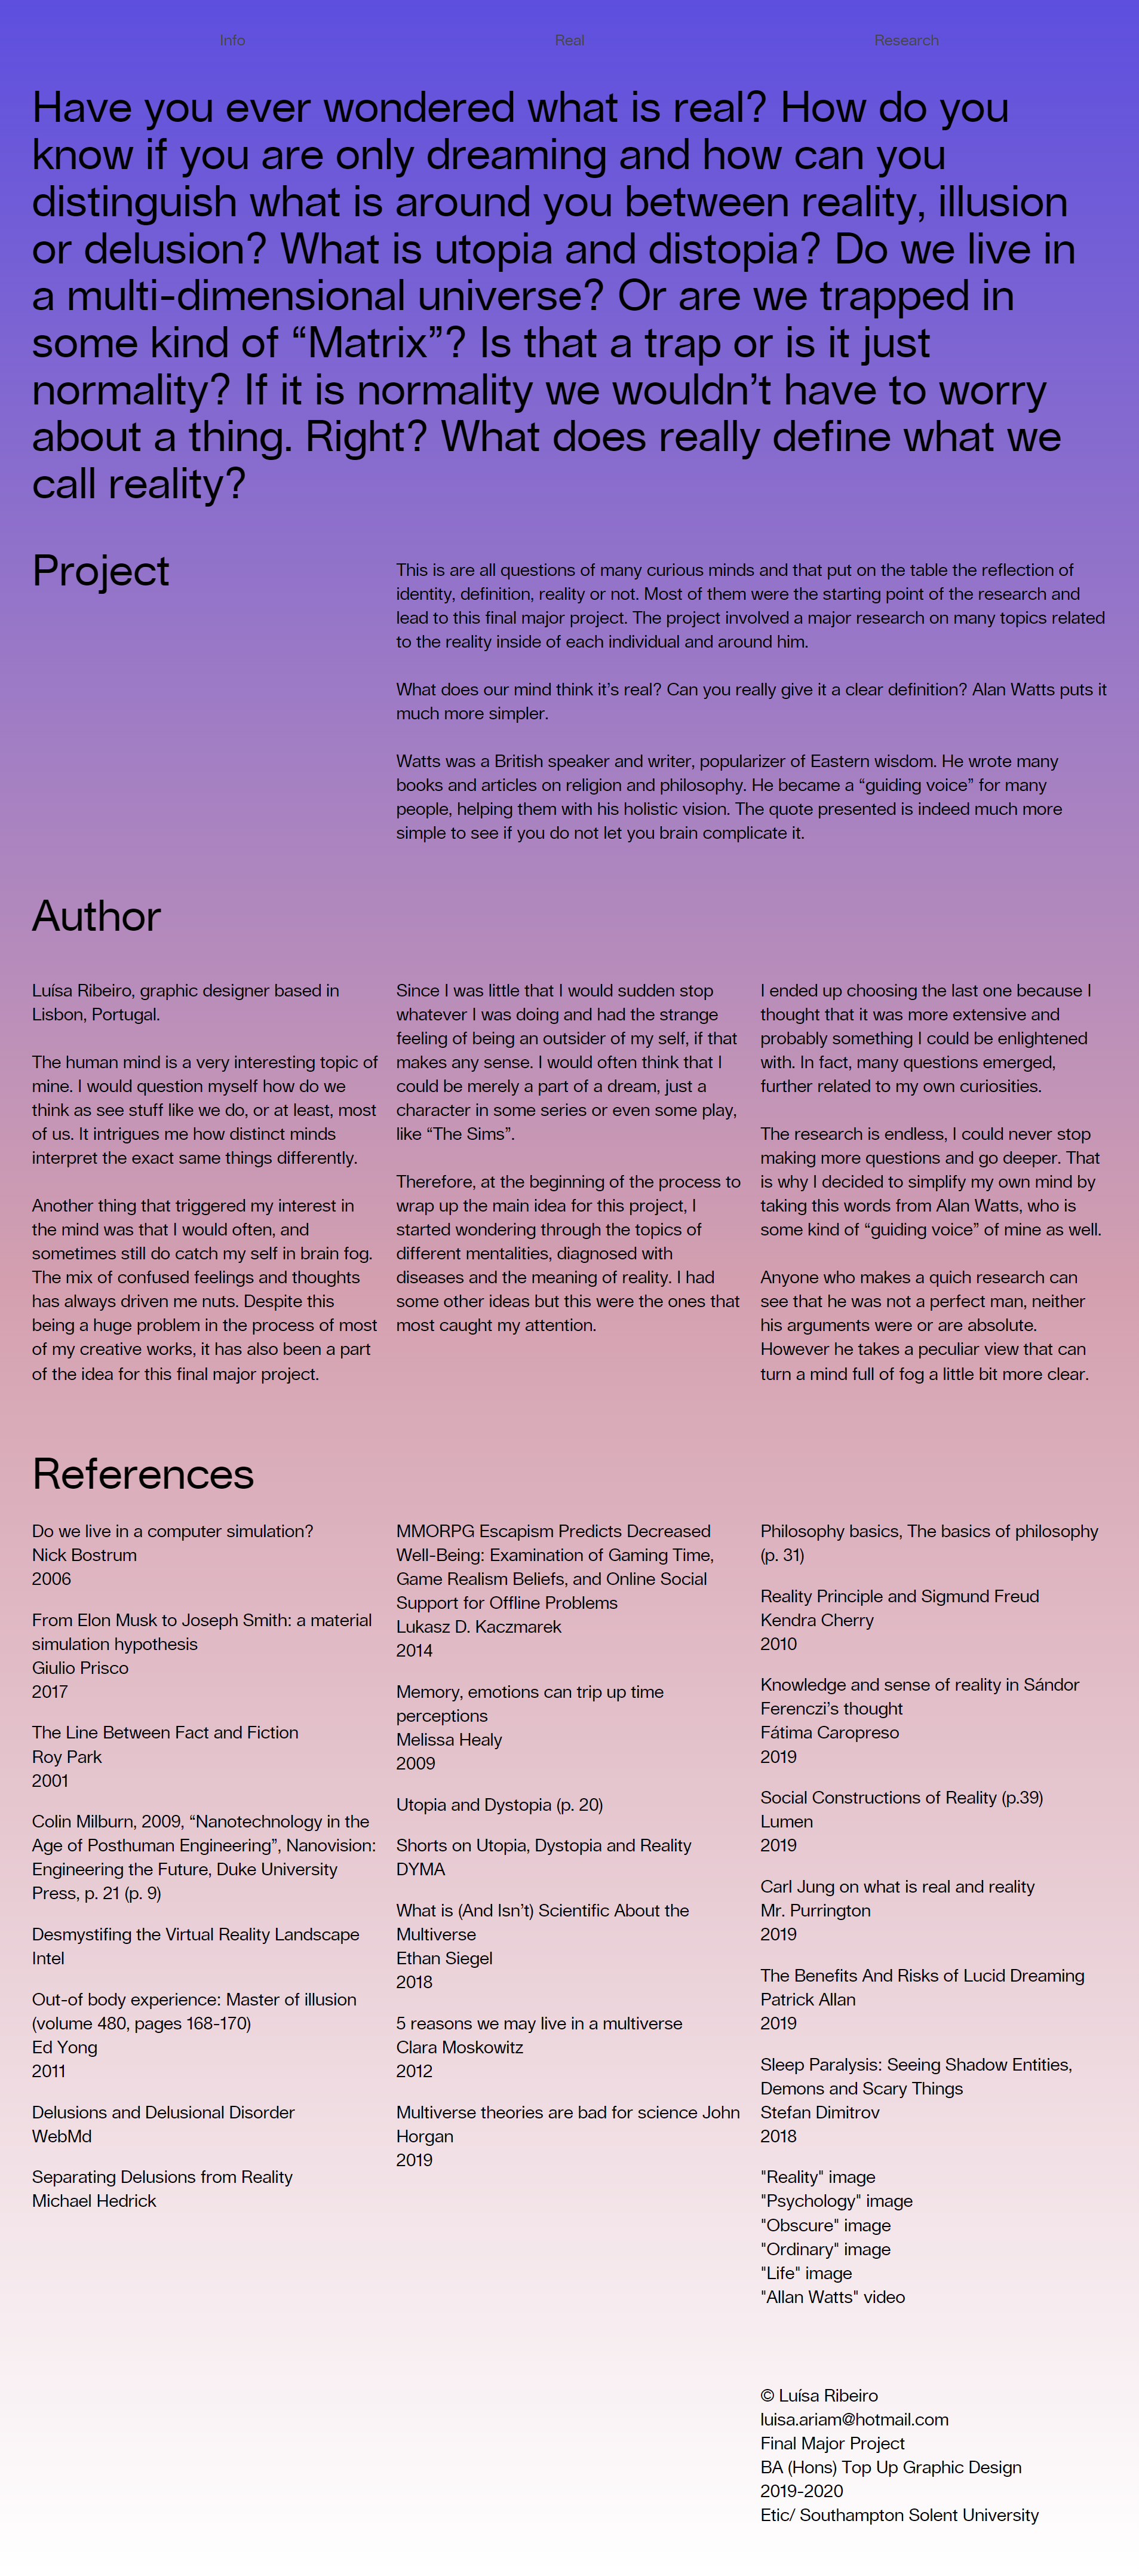 Info
Real
Research
Have you ever wondered what is real? How do you
know if you are only dreaming and how can you
distinguish what is around you between reality, illusion
or delusion? What is utopia and distopia? Do we live in
a multi-dimensional universe? Or are we trapped in
some kind of “Matrix”? Is that a trap or is it just
normality? If it is normality we wouldn’t have to worry
about a thing. Right? What does really define what we
call reality?
Project
This is are all questions of many curious minds and that put on the table the reflection of
identity, definition, reality or not. Most of them were the starting point of the research and
lead to this final major project. The project involved a major research on many topics related
to the reality inside of each individual and around him.
What does our mind think it’s real? Can you really give it a clear definition? Alan Watts puts it
much more simpler.
Watts was a British speaker and writer, popularizer of Eastern wisdom. He wrote many
books and articles on religion and philosophy. He became a “guiding voice” for many
people, helping them with his holistic vision. The quote presented is indeed much more
simple to see if you do not let you brain complicate it.
Author
Luísa Ribeiro, graphic designer based in
Lisbon, Portugal.
The human mind is a very interesting topic of
mine. I would question myself how do we
think as see stuff like we do, or at least, most
of us. It intrigues me how distinct minds
interpret the exact same things differently.
Another thing that triggered my interest in
the mind was that I would often, and
sometimes still do catch my self in brain fog.
The mix of confused feelings and thoughts
has always driven me nuts. Despite this
being a huge problem in the process of most
of my creative works, it has also been a part
of the idea for this final major project.
Since I was little that I would sudden stop
whatever I was doing and had the strange
feeling of being an outsider of my self, if that
makes any sense. I would often think that I
could be merely a part of a dream, just a
character in some series or even some play,
like “The Sims”.
Therefore, at the beginning of the process to
wrap up the main idea for this project, I
started wondering through the topics of
different mentalities, diagnosed with
diseases and the meaning of reality. I had
some other ideas but this were the ones that
most caught my attention.
I ended up choosing the last one because I
thought that it was more extensive and
probably something I could be enlightened
with. In fact, many questions emerged,
further related to my own curiosities.
The research is endless, I could never stop
making more questions and go deeper. That
is why I decided to simplify my own mind by
taking this words from Alan Watts, who is
some kind of “guiding voice” of mine as well.
Anyone who makes a quich research can
see that he was not a perfect man, neither
his arguments were or are absolute.
However he takes a peculiar view that can
turn a mind full of fog a little bit more clear.
References
Do we live in a computer simulation?
Nick Bostrum
2006
From Elon Musk to Joseph Smith: a material
simulation hypothesis
Giulio Prisco
2017
The Line Between Fact and Fiction
Roy Park
2001
Colin Milburn, 2009, “Nanotechnology in the
Age of Posthuman Engineering”, Nanovision:
Engineering the Future, Duke University
Press, p. 21 (p. 9)
Desmystifing the Virtual Reality Landscape
Intel
Out-of body experience: Master of illusion
(volume 480, pages 168-170)
Ed Yong
2011
Delusions and Delusional Disorder
WebMd
Separating Delusions from Reality
Michael Hedrick
MMORPG Escapism Predicts Decreased
Well-Being: Examination of Gaming Time,
Game Realism Beliefs, and Online Social
Support for Offline Problems
Lukasz D. Kaczmarek
2014
Memory, emotions can trip up time
perceptions
Melissa Healy
2009
Utopia and Dystopia (p. 20)
Shorts on Utopia, Dystopia and Reality
DYMA
What is (And Isn’t) Scientific About the
Multiverse
Ethan Siegel
2018
5 reasons we may live in a multiverse
Clara Moskowitz
2012
Multiverse theories are bad for science John
Horgan
2019
Philosophy basics, The basics of philosophy
(p. 31)
Reality Principle and Sigmund Freud
Kendra Cherry
2010
Knowledge and sense of reality in Sándor
Ferenczi’s thought
Fátima Caropreso
2019
Social Constructions of Reality (p.39)
Lumen
2019
Carl Jung on what is real and reality
Mr. Purrington
2019
The Benefits And Risks of Lucid Dreaming
Patrick Allan
2019
Sleep Paralysis: Seeing Shadow Entities,
Demons and Scary Things
Stefan Dimitrov
2018
"Reality" image
"Psychology" image
"Obscure" image
"Ordinary" image
"Life" image
"Allan Watts" video
© Luísa Ribeiro
luisa.ariam@hotmail.com
Final Major Project
BA (Hons) Top Up Graphic Design
2019-2020
Etic/ Southampton Solent University